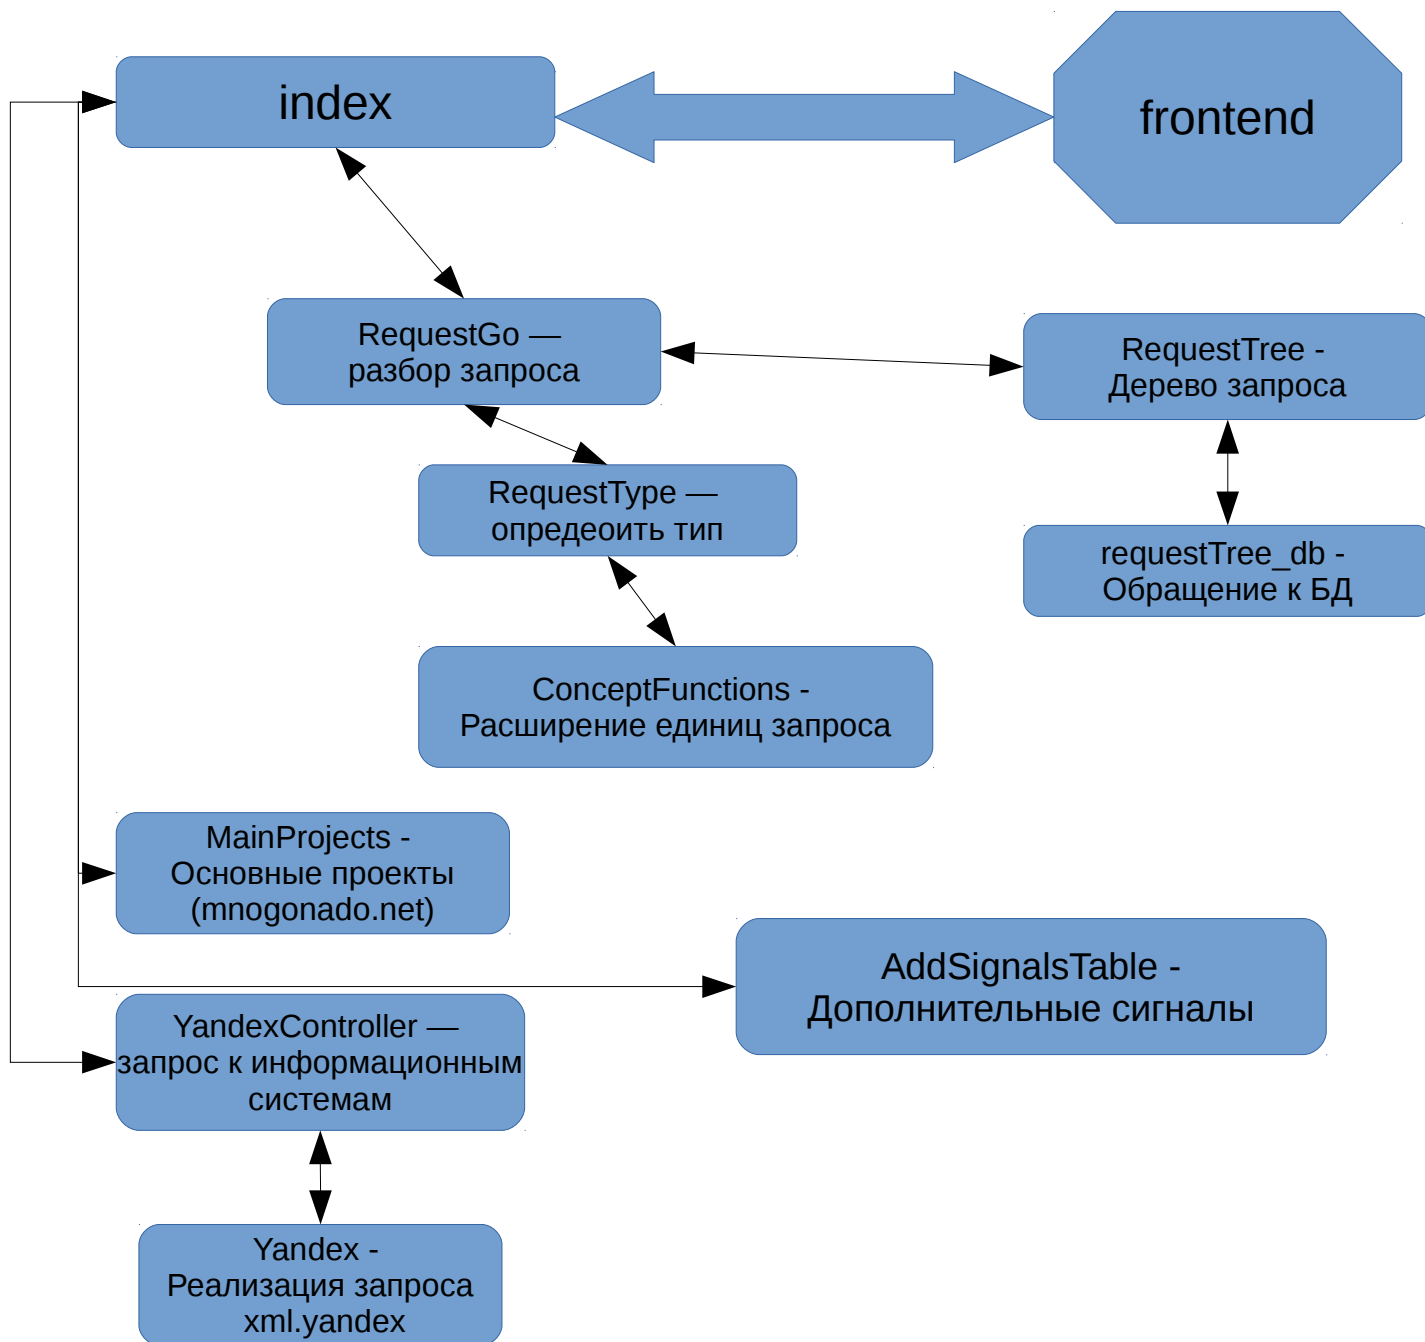 index
frontend
RequestGo —
разбор запроса
RequestTree -
Дерево запроса
RequestType —
опредеоить тип
requestTree_db -
Обращение к БД
ConceptFunctions -
Расширение единиц запроса
MainProjects -
Основные проекты
(mnogonado.net)
AddSignalsTable -
Дополнительные сигналы
YandexController —
запрос к информационным
системам
Yandex -
Реализация запроса
xml.yandex